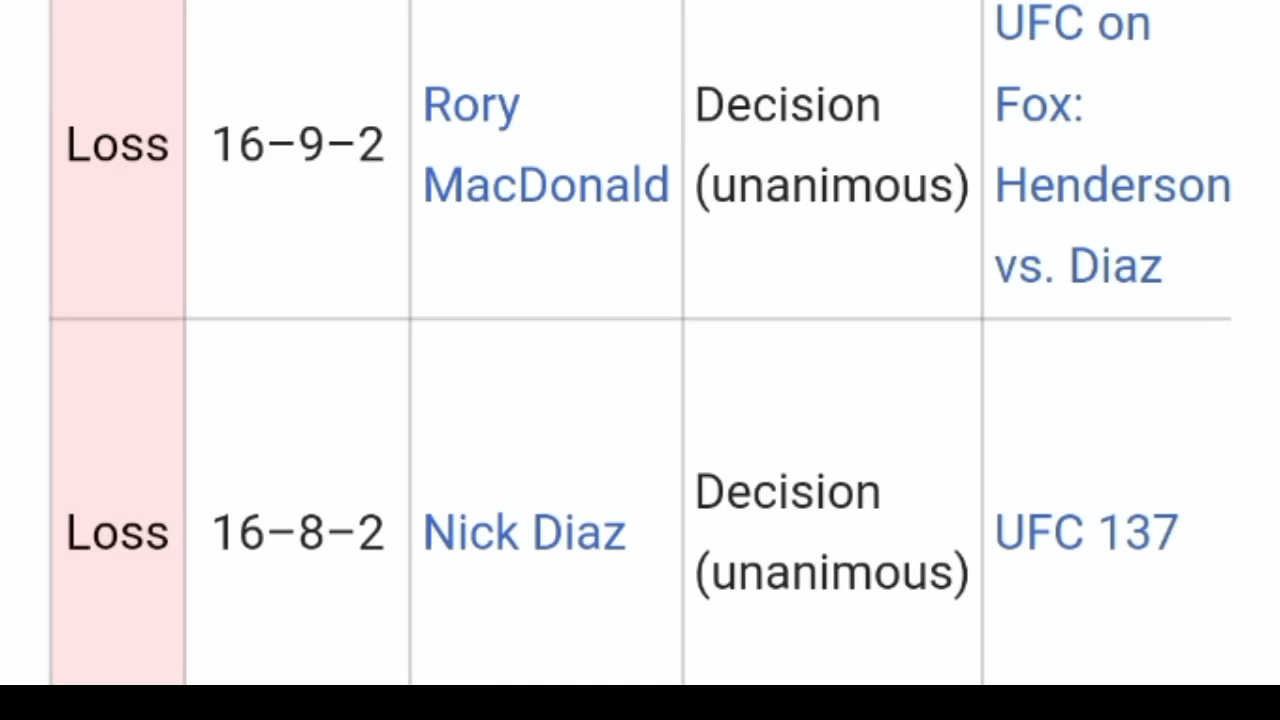 Loss 16–9–2 Rory MacDonald Decision (unanimous) UFC on Fox: Henderson vs. Diaz
Loss 16–8–2 Nick Diaz Decision (unanimous) UFC 137